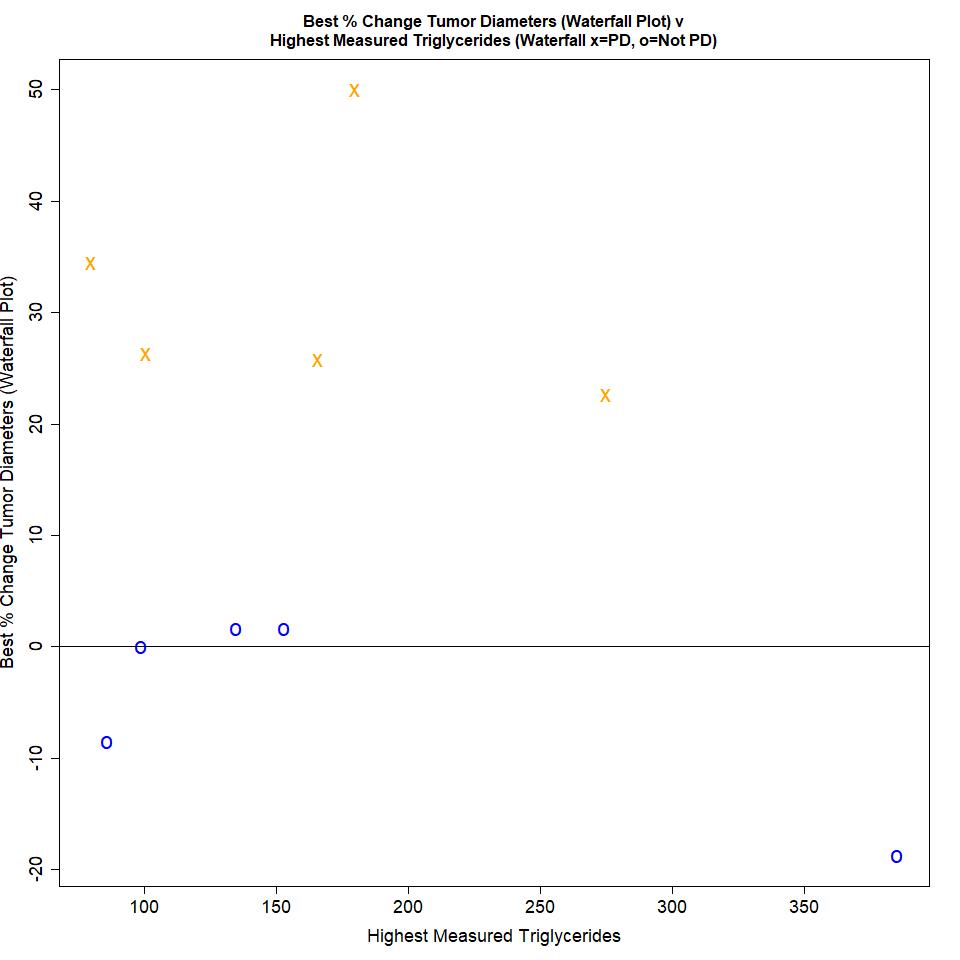 Best % Change Tumor Diameters (Waterfall Plot) v
Highest Measured Triglycerides (Waterfall x=PD, o=Not PD)
Best % Change Tumor Diameters (Waterfall Plot)
50
40
30
20
10
0
-10
-20
X
X
X
X
X
O
O
O
O
O
100 150 200 250 300 350
Highest Measured Triglycerides